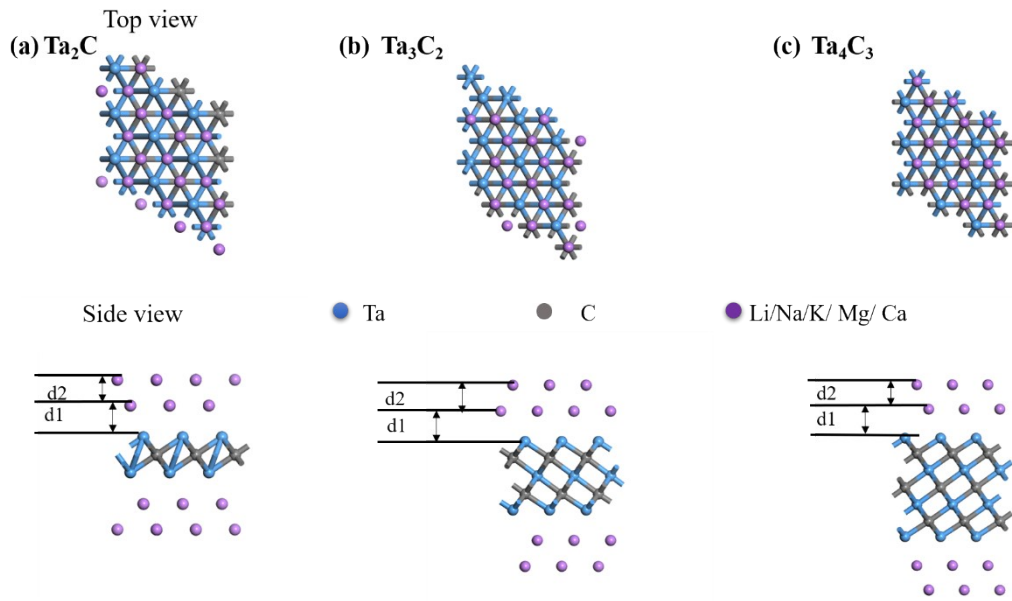 Top view
(a) Ta₂C
(b) Ta₃C₂
(c) Ta₄C₃
Side view
Ta
C
Li/Na/K/ Mg/ Ca
d2
d1
d2
d1
d2
d1